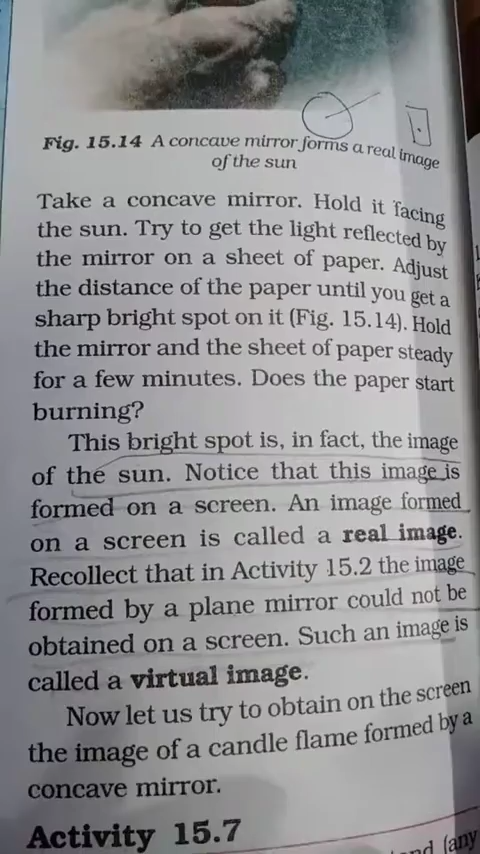 Fig. 15.14 A concave mirror forms a real image
of the sun
Take a concave mirror. Hold it facing
the sun. Try to get the light reflected by
the mirror on a sheet of paper. Adjust
the distance of the paper until you get a
sharp bright spot on it (Fig. 15.14). Hold
the mirror and the sheet of paper steady
for a few minutes. Does the paper start
burning?
This bright spot is, in fact, the image
of the sun. Notice that this image is
formed on a screen. An image formed
on a screen is called a real image.
Recollect that in Activity 15.2 the image
formed by a plane mirror could not be
obtained on a screen. Such an image is
called a virtual image.
Now let us try to obtain on the screen
the image of a candle flame formed by a
concave mirror.
Activity 15.7
(any